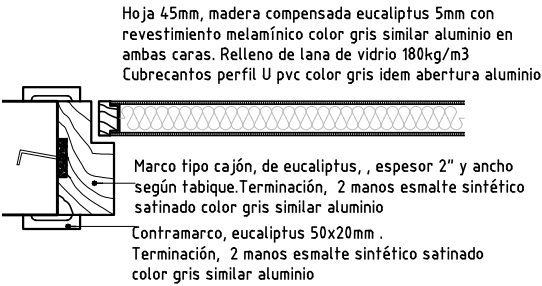 Hoja 45mm, madera compensada eucaliptus 5mm con
revestimiento melamínico color gris similar aluminio en
ambas caras. Relleno de lana de vidrio 180kg/m3
Cubrecantos perfil U pvc color gris idem abertura aluminio
Marco tipo cajón, de eucaliptus, , espesor 2" y ancho
según tabique.Terminación, 2 manos esmalte sintético
satinado color gris similar aluminio
Contramarco, eucaliptus 50x20mm .
Terminación, 2 manos esmalte sintético satinado
color gris similar aluminio